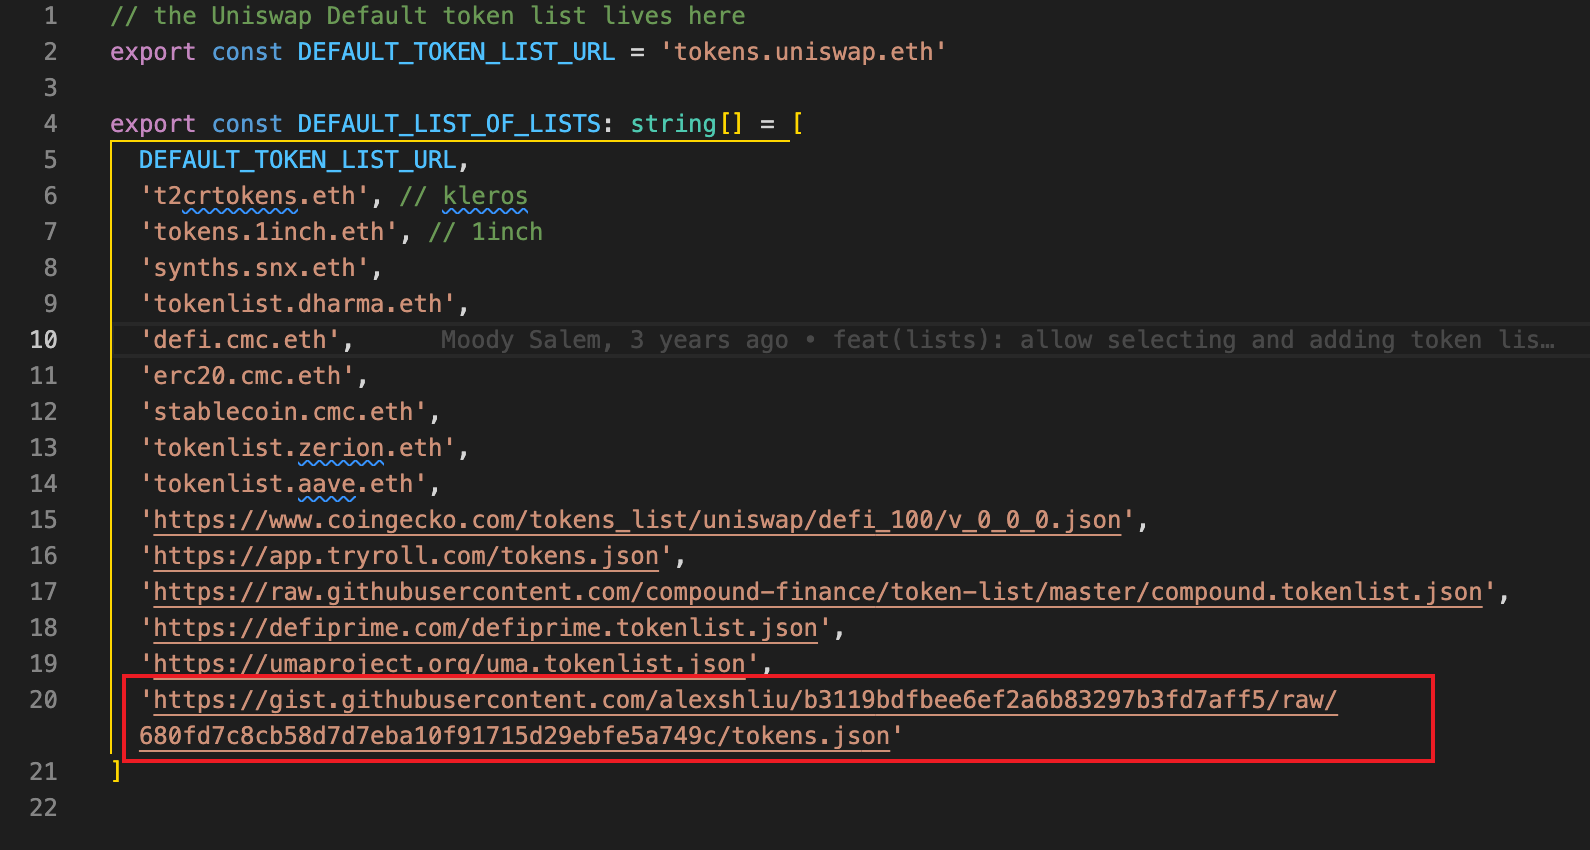 1 // the Uniswap Default token list lives here
2 export const DEFAULT_TOKEN_LIST_URL = 'tokens.uniswap.eth'
3
4 export const DEFAULT_LIST_OF_LISTS: string[] = [
5 DEFAULT_TOKEN_LIST_URL,
6 't2crtokens.eth', // kleros
7 'tokens.1inch.eth', // 1inch
8 'synths.snx.eth',
9 'tokenlist.dharma.eth',
10 'defi.cmc.eth', Moody Salem, 3 years ago • feat(lists): allow selecting and adding token lis…
11 'erc20.cmc.eth',
12 'stablecoin.cmc.eth',
13 'tokenlist.zerion.eth',
14 'tokenlist.aave.eth',
15 'https://www.coingecko.com/tokens_list/uniswap/defi_100/v_0_0_0.json',
16 'https://app.tryroll.com/tokens.json',
17 'https://raw.githubusercontent.com/compound-finance/token-list/master/compound.tokenlist.json',
18 'https://defiprime.com/defiprime.tokenlist.json',
19 'https://umaproject.org/uma.tokenlist.json',
20 'https://gist.githubusercontent.com/alexshliu/b3119bdfbee6ef2a6b83297b3fd7aff5/raw/
680fd7c8cb58d7d7eba10f91715d29ebfe5a749c/tokens.json'
21 ]
22